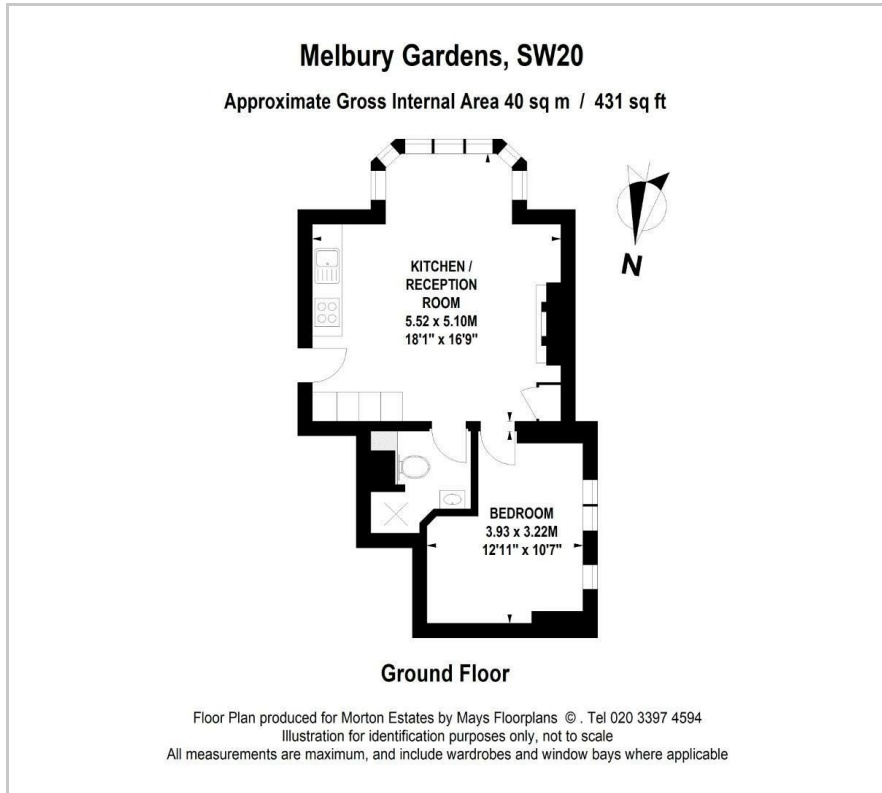 Melbury Gardens, SW20
Approximate Gross Internal Area 40 sq m / 431 sq ft
N
KITCHEN /
RECEPTION
ROOM
5.52 x 5.10M
18'1" x 16'9"
BEDROOM
3.93 x 3.22M
12'11" x 10'7"
Ground Floor
Floor Plan produced for Morton Estates by Mays Floorplans © . Tel 020 3397 4594
Illustration for identification purposes only, not to scale
All measurements are maximum, and include wardrobes and window bays where applicable